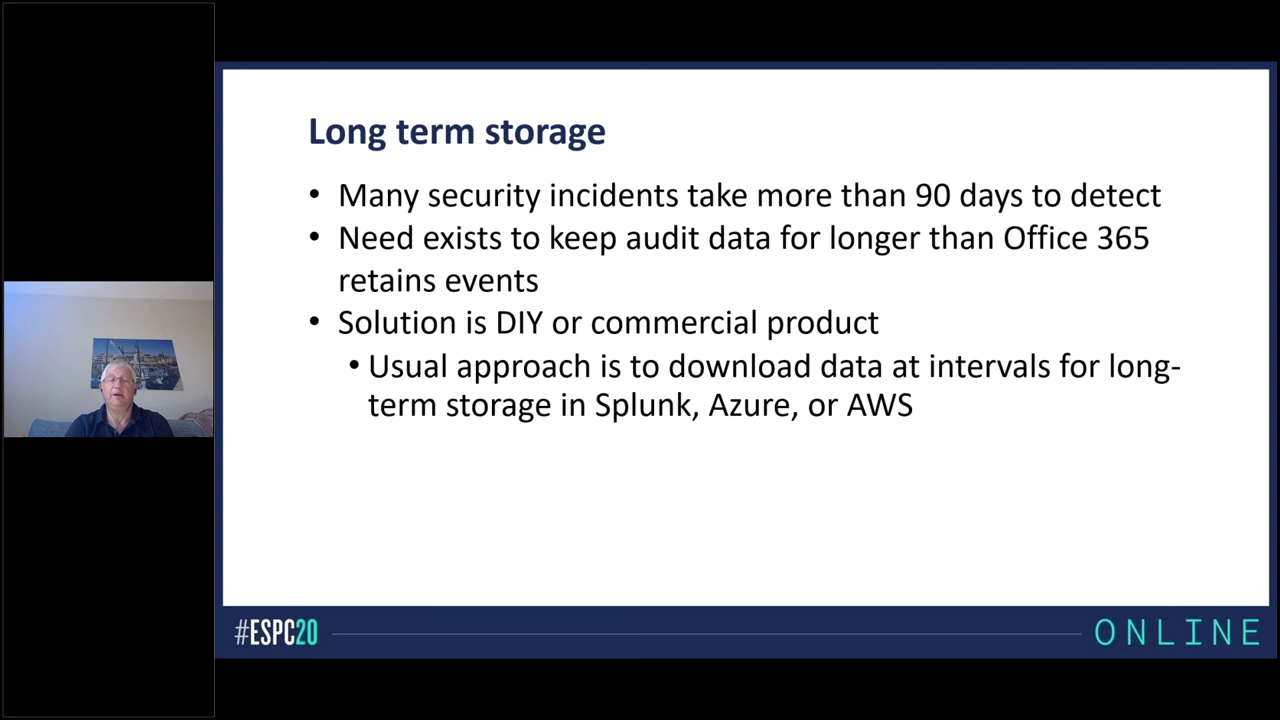 Long term storage
• Many security incidents take more than 90 days to detect
• Need exists to keep audit data for longer than Office 365
retains events
• Solution is DIY or commercial product
• Usual approach is to download data at intervals for long-
term storage in Splunk, Azure, or AWS
#ESPC20
ONLINE